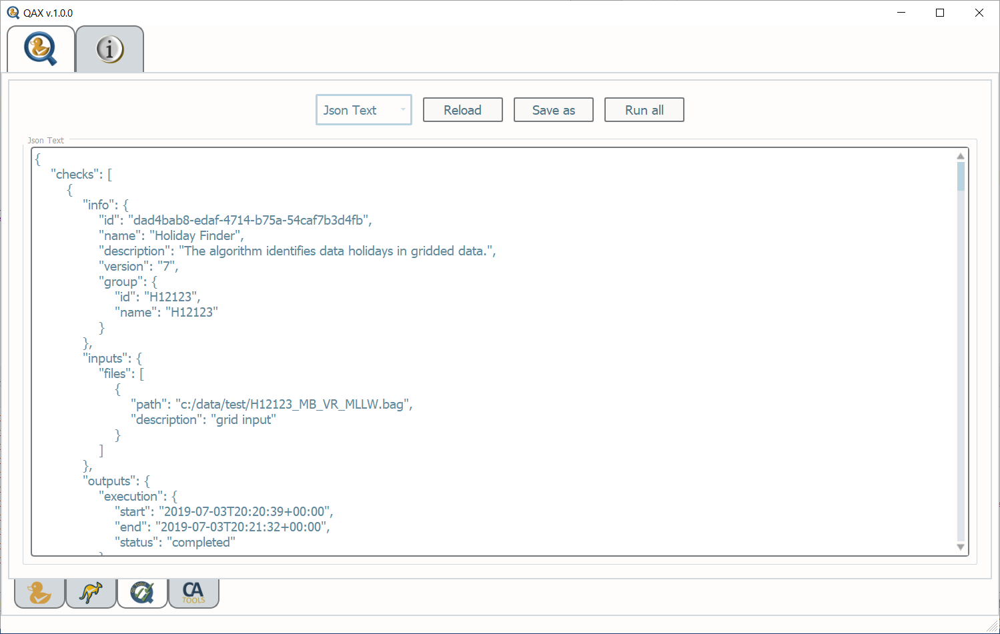 QAX v.1.0.0
i
Json Text
Reload
Save as
Run all
Json Text
{
"checks": [
{
"info": {
"id": "dad4bab8-edaf-4714-b75a-54caf7b3d4fb",
"name": "Holiday Finder",
"description": "The algorithm identifies data holidays in gridded data.",
"version": "7",
"group": {
"id": "H12123",
"name": "H12123"
}
},
"inputs": {
"files": [
{
"path": "c:/data/test/H12123_MB_VR_MLLW.bag",
"description": "grid input"
}
]
},
"outputs": {
"execution": {
"start": "2019-07-03T20:20:39+00:00",
"end": "2019-07-03T20:21:32+00:00",
"status": "completed"
}
QC TOOLS
CA
TOOLS